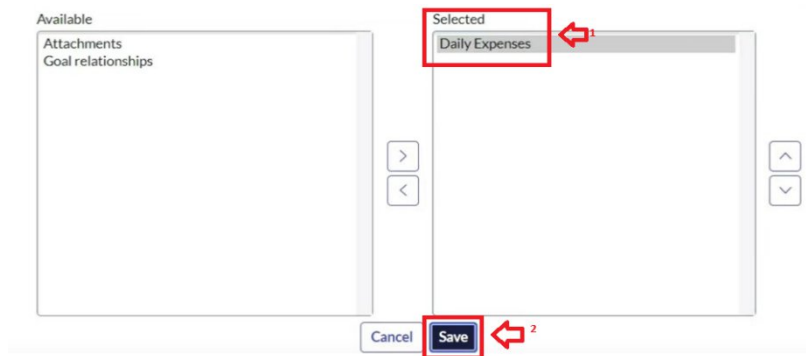 Available
Attachments
Goal relationships
Selected
Daily Expenses
1
>
<
Cancel
Save
2